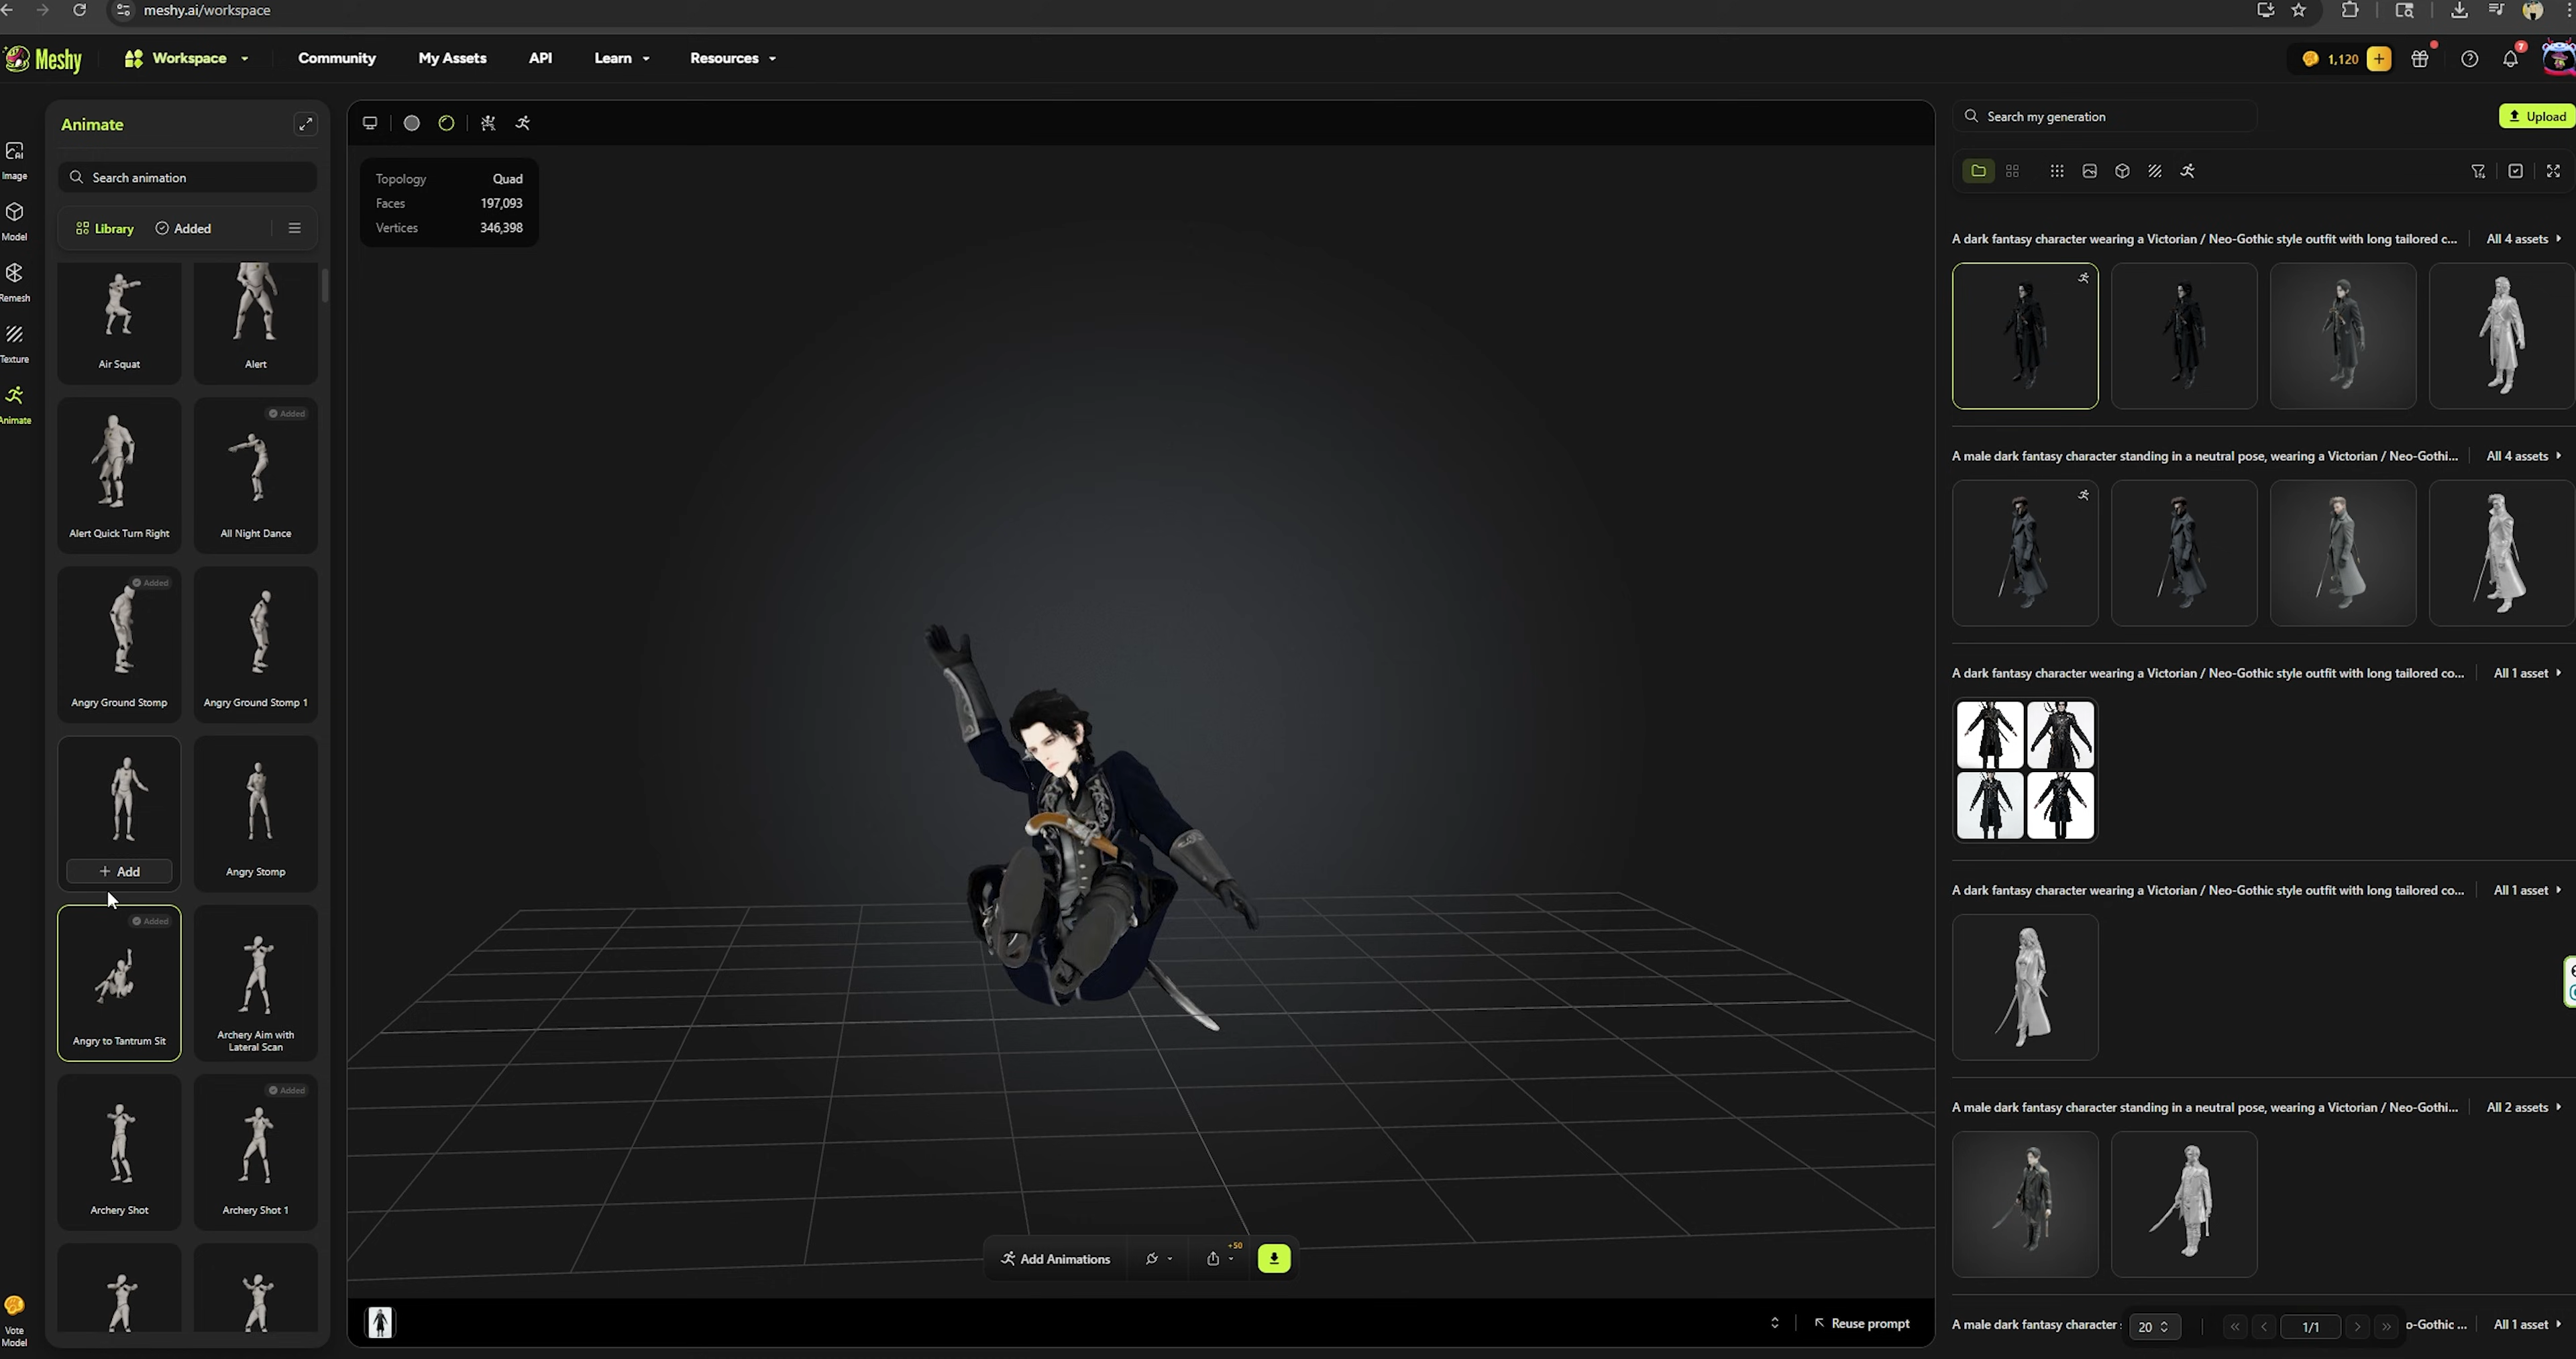 meshy.ai/workspace
Meshy
Workspace
Community
My Assets
API
Learn
Resources
1,120
7
Image
Model
Remesh
Texture
Animate
Vote
Model
Animate
Search animation
Library
Added
Air Squat
Alert
Added
Alert Quick Turn Right
All Night Dance
Added
Angry Ground Stomp
Angry Ground Stomp 1
Add
Angry Stomp
Added
Angry to Tantrum Sit
Archery Aim with
Lateral Scan
Added
Archery Shot
Archery Shot 1
Topology Quad
Faces 197,093
Vertices 346,398
Add Animations
+50
Reuse prompt
Search my generation
Upload
A dark fantasy character wearing a Victorian / Neo-Gothic style outfit with long tailored c...
All 4 assets
A male dark fantasy character standing in a neutral pose, wearing a Victorian / Neo-Gothi...
All 4 assets
A dark fantasy character wearing a Victorian / Neo-Gothic style outfit with long tailored co...
All 1 asset
A dark fantasy character wearing a Victorian / Neo-Gothic style outfit with long tailored co...
All 1 asset
A male dark fantasy character standing in a neutral pose, wearing a Victorian / Neo-Gothi...
All 2 assets
A male dark fantasy character
20
1/1
o-Gothic ...
All 1 asset